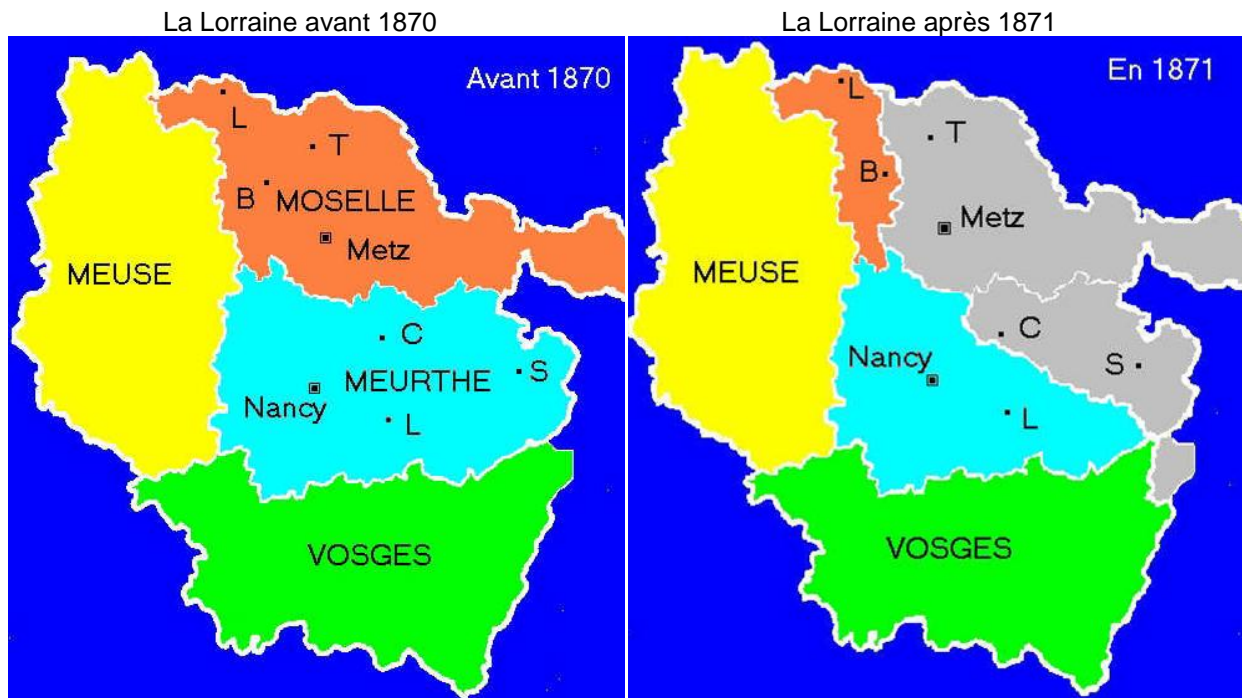 La Lorraine avant 1870
Avant 1870
L
T
B
MOSELLE
Metz
MEUSE
C
S
MEURTHE
Nancy
L
VOSGES
La Lorraine après 1871
En 1871
L
T
B
Metz
MEUSE
C
Nancy
S
L
VOSGES